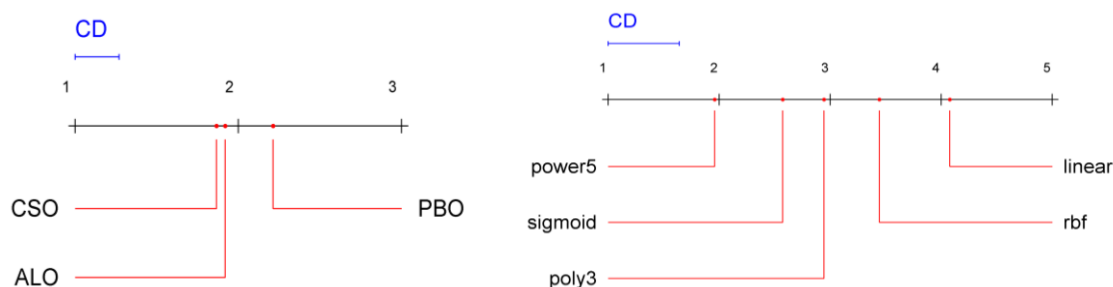 CD
1 2 3
CSO PBO
ALO
CD
1 2 3 4 5
power5 linear
sigmoid rbf
poly3